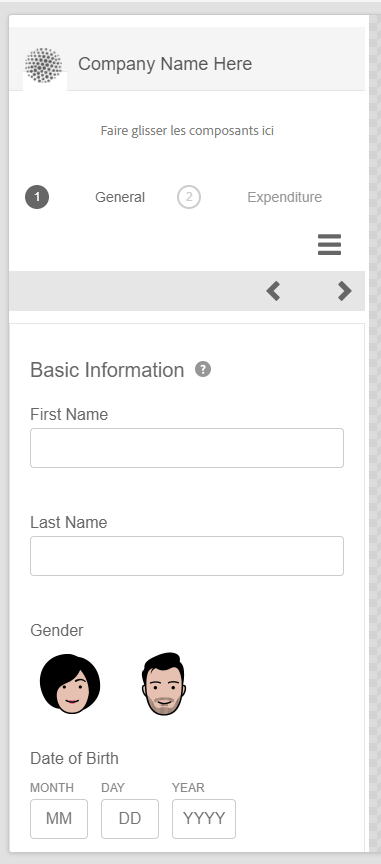 Company Name Here
Faire glisser les composants ici
1 General 2 Expenditure
Basic Information ?
First Name
Last Name
Gender
Date of Birth
MONTH DAY YEAR
MM DD YYYY